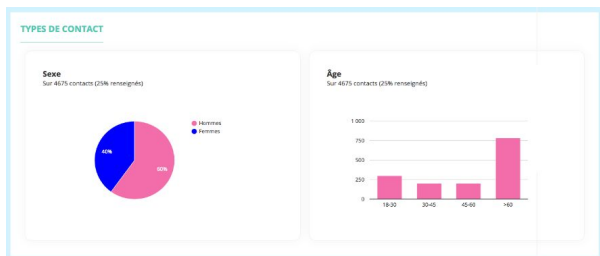 TYPES DE CONTACT
Sexe
Sur 4675 contacts (25% renseignés)
Hommes
Femmes
40%
60%
Âge
Sur 4675 contacts (25% renseignés)
1 000
750
500
250
0
18-30 30-45 45-60 >60